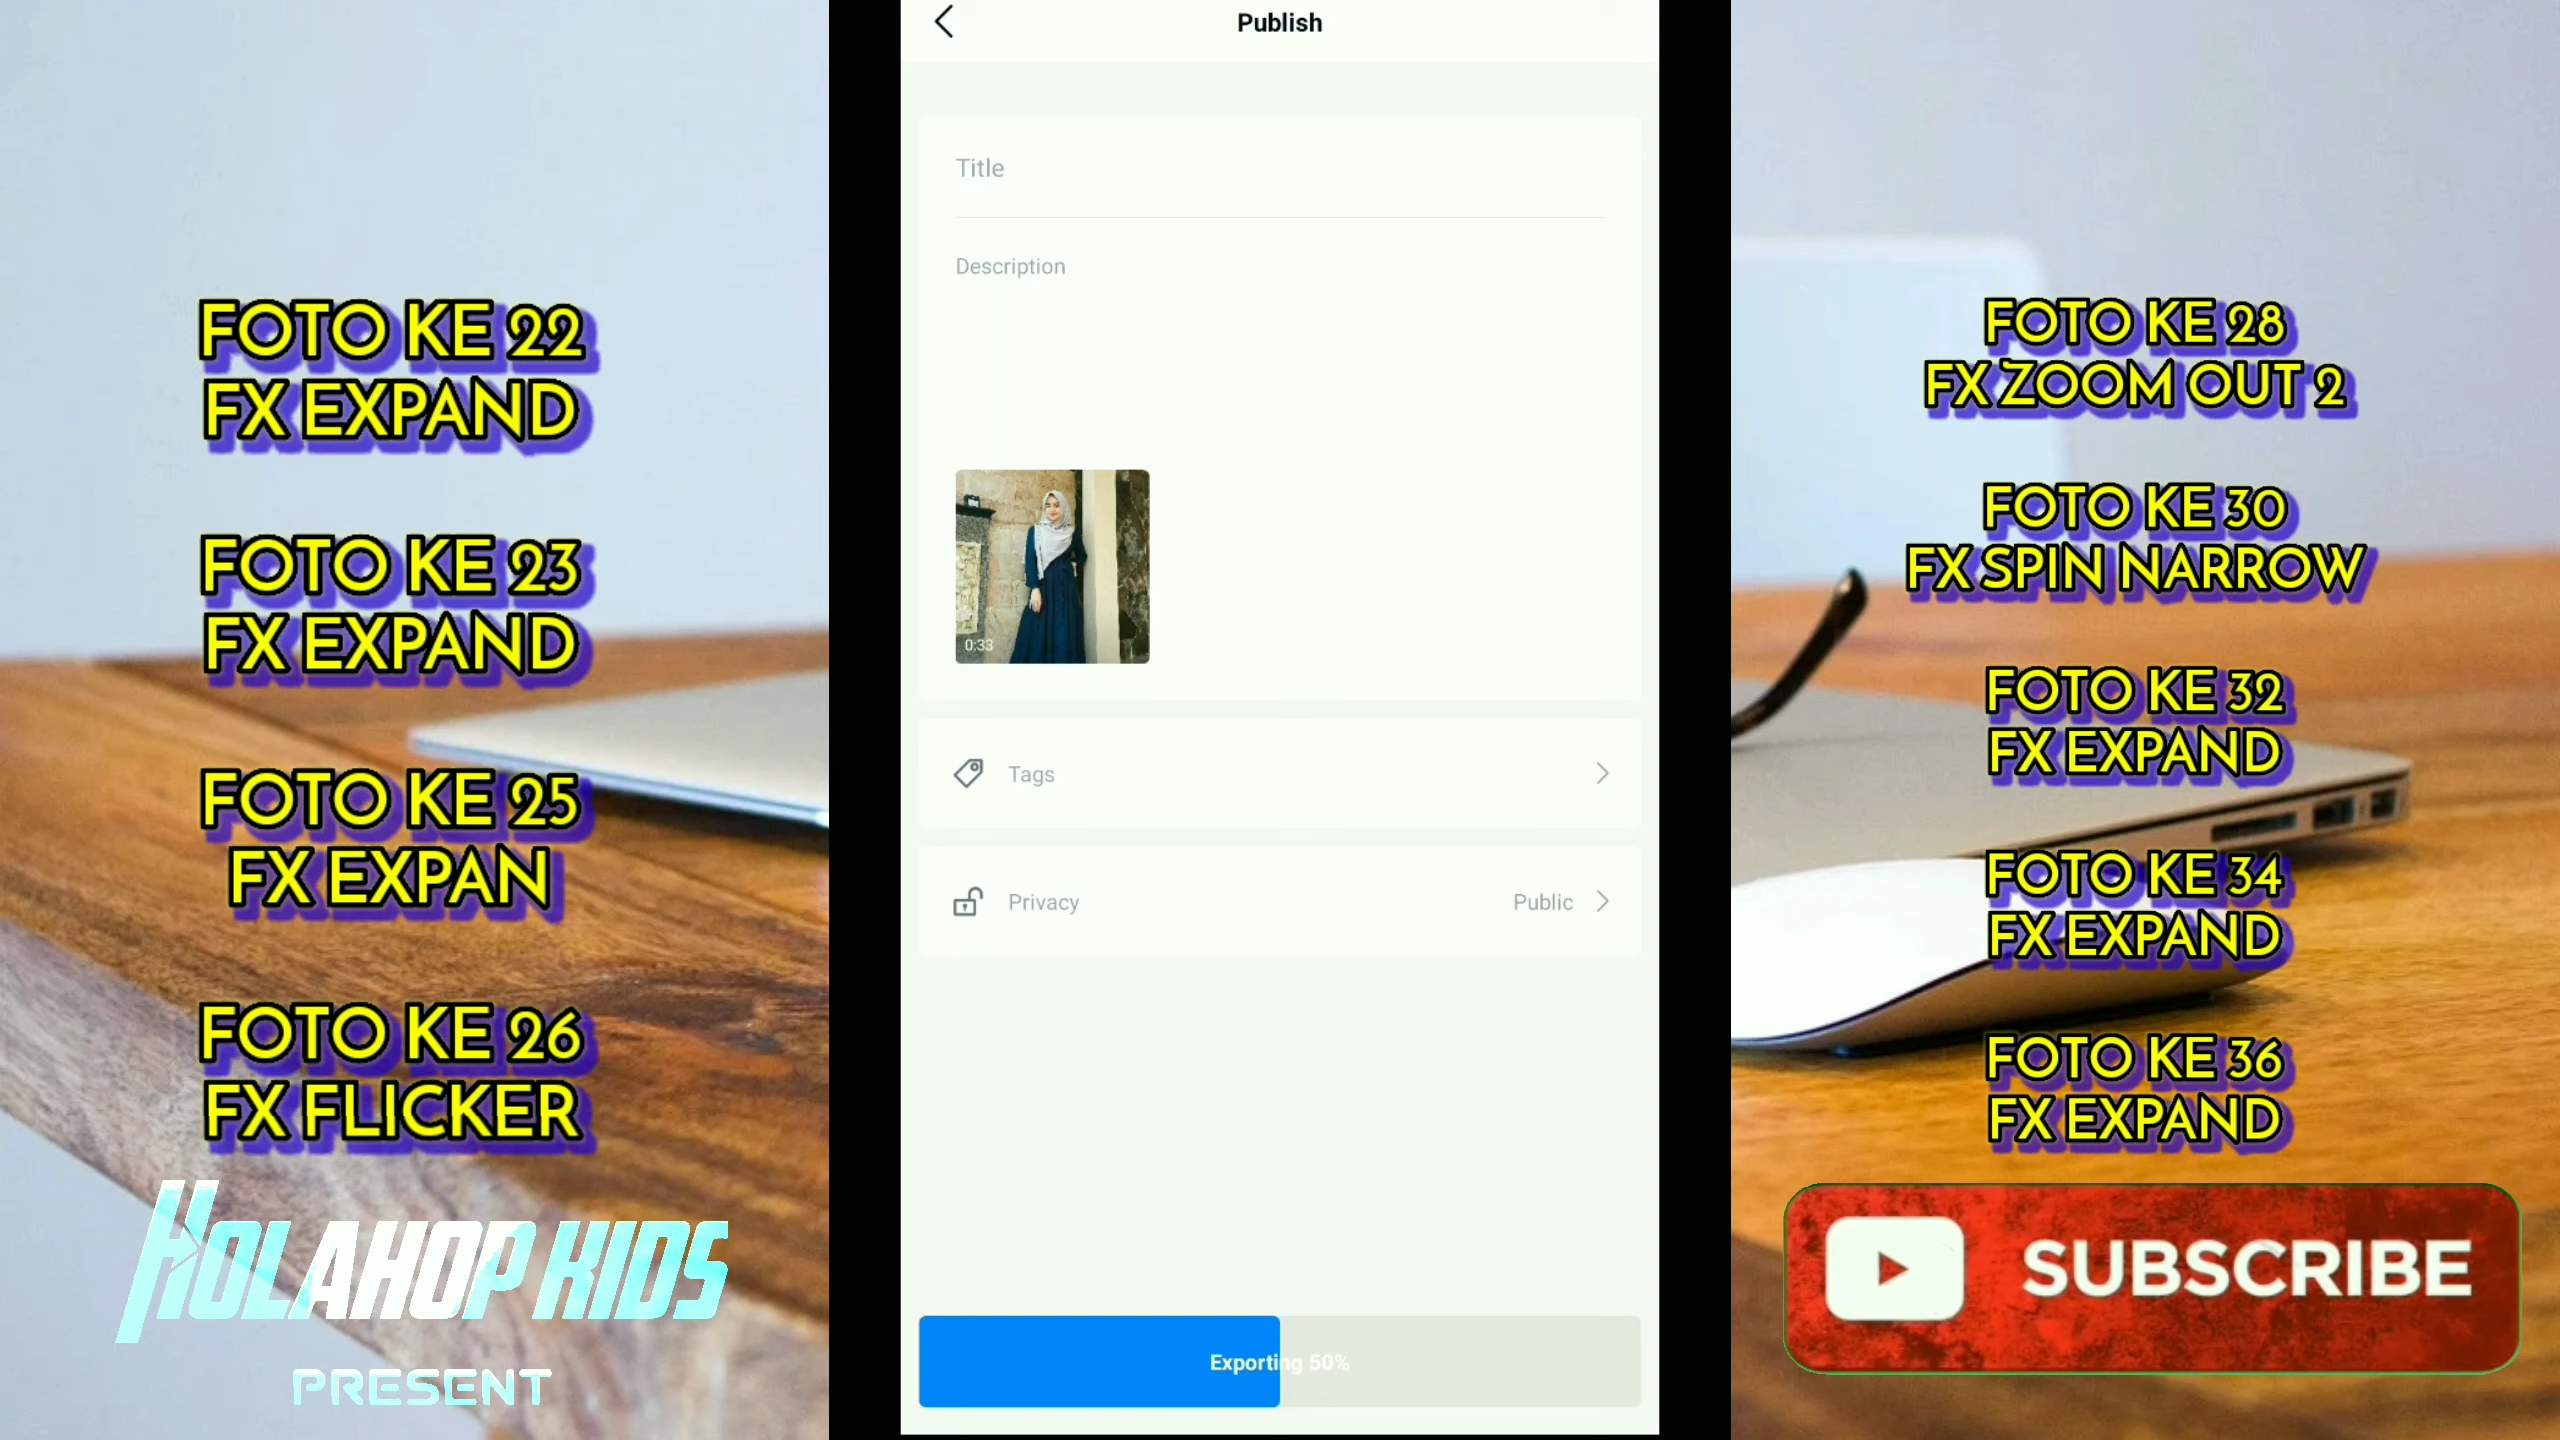 FOTO KE 22
FX EXPAND
FOTO KE 23
FX EXPAND
FOTO KE 25
FX EXPAN
FOTO KE 26
FX FLICKER
HOLAHOP KIDS
PRESENT
Publish
Title
Description
0:33
Tags
Privacy
Public
Exporting 50%
FOTO KE 28
FX ZOOM OUT 2
FOTO KE 30
FX SPIN NARROW
FOTO KE 32
FX EXPAND
FOTO KE 34
FX EXPAND
FOTO KE 36
FX EXPAND
SUBSCRIBE